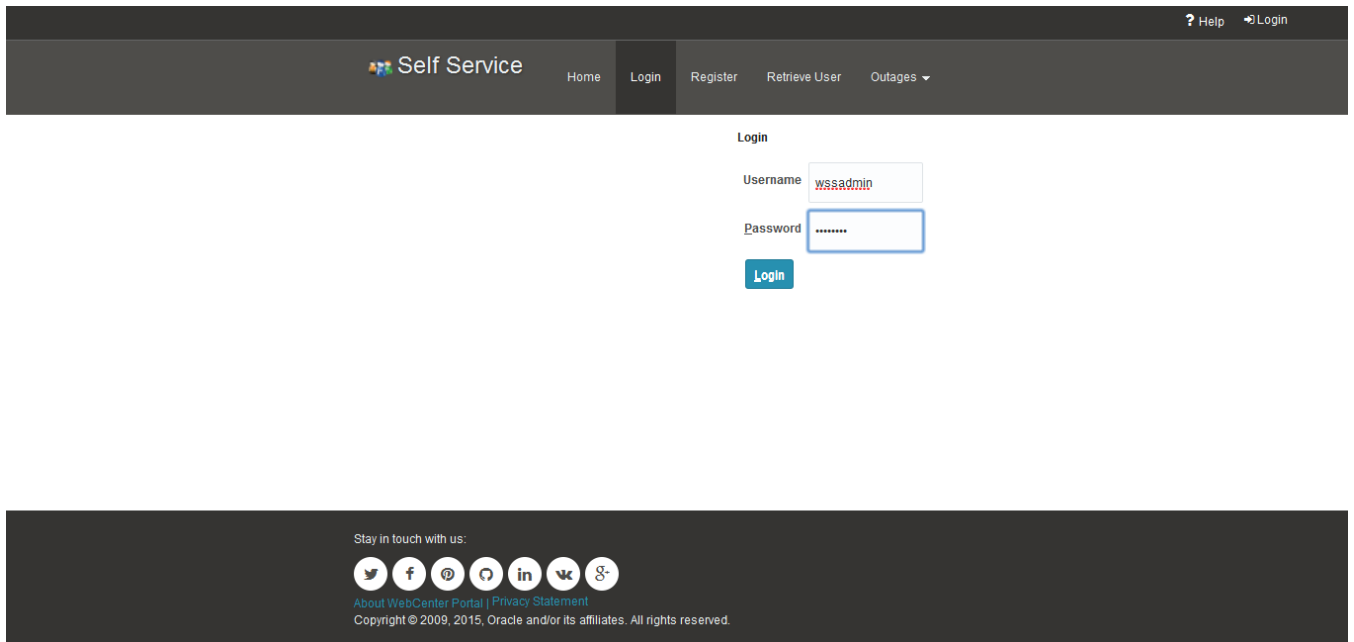 ? Help Login
Self Service Home Login Register Retrieve User Outages
Login
Username wssadmin
Password ••••••••
Login
Stay in touch with us:
About WebCenter Portal | Privacy Statement
Copyright © 2009, 2015, Oracle and/or its affiliates. All rights reserved.